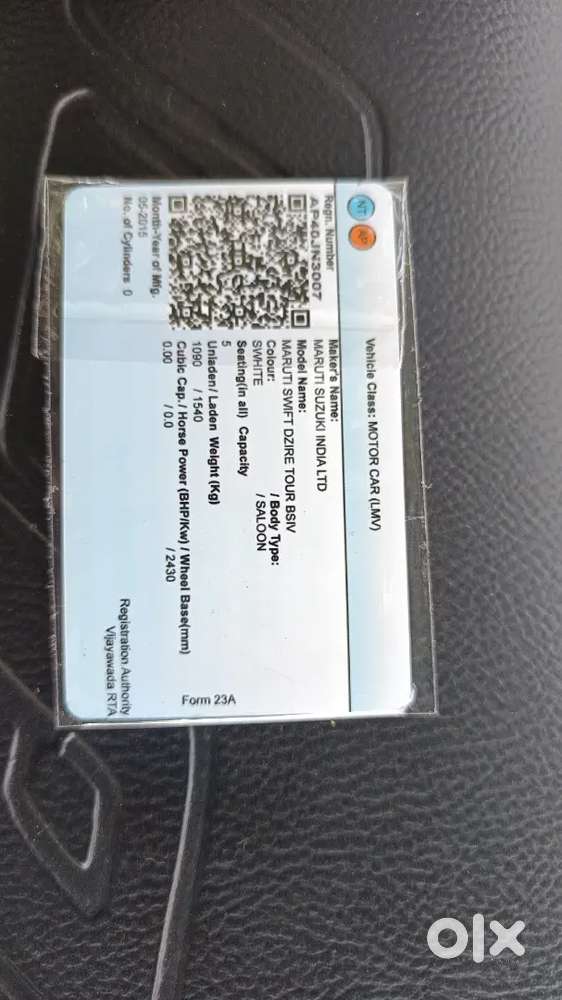 NT AP
Vehicle Class: MOTOR CAR (LMV)
Regn. Number
AP40JN3007
Maker's Name:
MARUTI SUZUKI INDIA LTD
Model Name:
MARUTI SWIFT DZIRE TOUR BSIV
Colour: / Body Type:
SWHITE / SALOON
Seating(in all) Capacity
5
Unladen / Laden Weight (Kg)
1090 / 1540
Cubic Cap. / Horse Power (BHP/Kw) / Wheel Base(mm)
0.00 / 0.0 / 2430
Month-Year of Mfg.
05-2015
No. of Cylinders 0
Registration Authority
Vijayawada RTA
Form 23A
olx